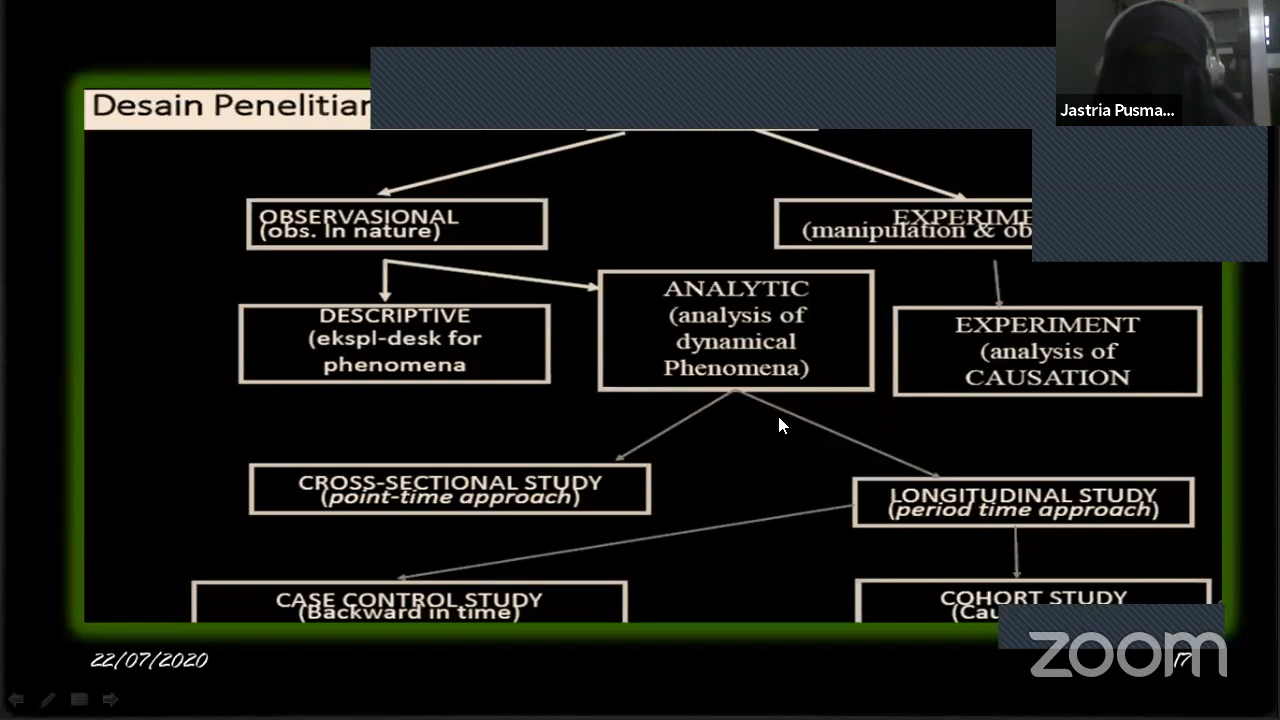 Jastria Pusma...
Desain Penelitian
OBSERVASIONAL
(obs. In nature)
(manipulation & ob
DESCRIPTIVE
(ekspl-desk for
phenomena
ANALYTIC
(analysis of
dynamical
Phenomena)
EXPERIMENT
(analysis of
CAUSATION
CROSS-SECTIONAL STUDY
(point-time approach)
LONGITUDINAL STUDY
(period time approach)
CASE CONTROL STUDY
(Backward in time)
COHORT STUDY
22/07/2020
17
zoom